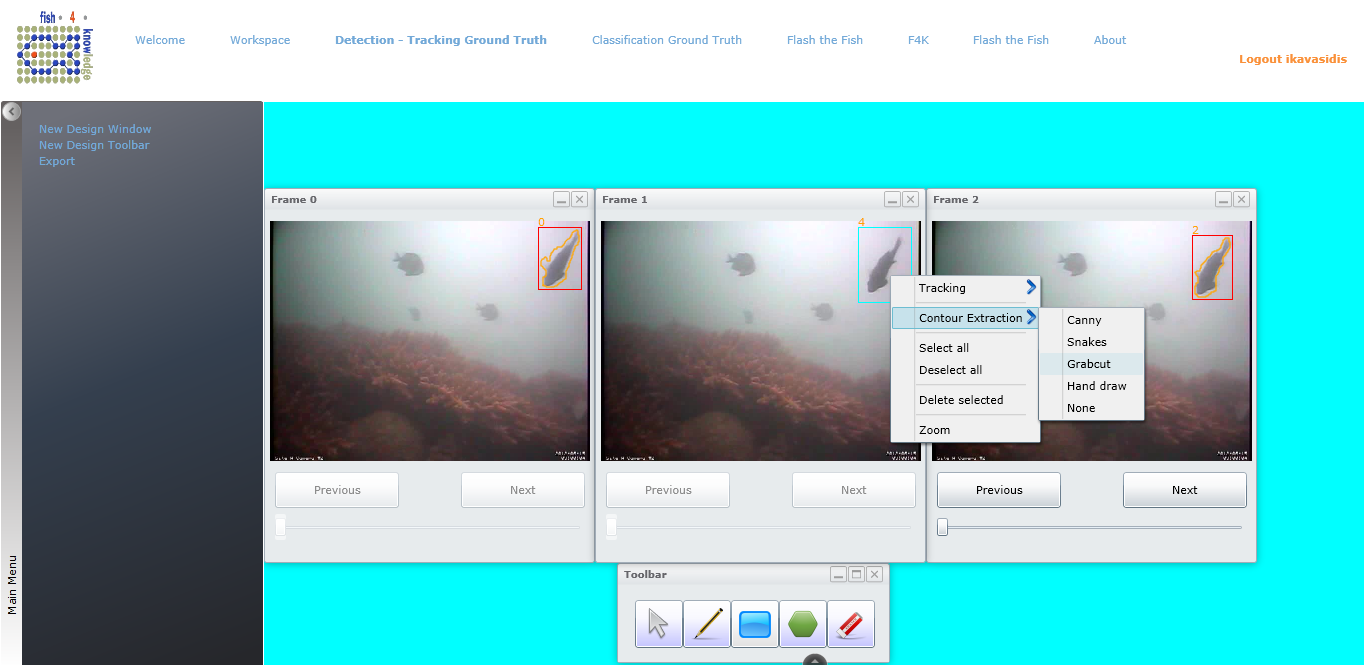 fish · 4 ·
knowledge
Welcome
Workspace
Detection - Tracking Ground Truth
Classification Ground Truth
Flash the Fish
F4K
Flash the Fish
About
Logout ikavasidis
New Design Window
New Design Toolbar
Export
Main Menu
Frame 0
0
Previous
Next
Frame 1
4
Previous
Next
Frame 2
2
Previous
Next
Tracking
Contour Extraction
Select all
Deselect all
Delete selected
Zoom
Canny
Snakes
Grabcut
Hand draw
None
Toolbar